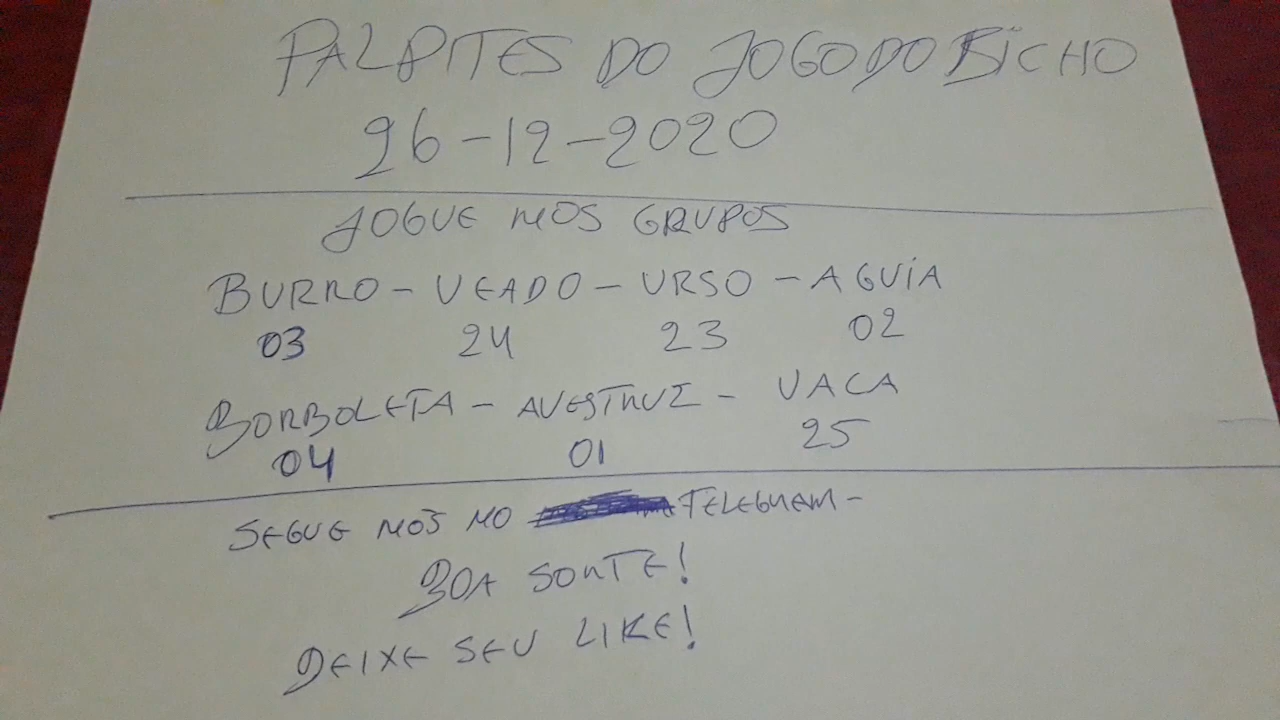 PALPITES DO JOGO DO BICHO
26-12-2020
JOGUE NOS GRUPOS
BURRO - VEADO - URSO - AGUIA
03 24 23 02
BORBOLETA - AVESTRUZ - VACA
04 01 25
SEGUE NOS NO TELEGRAM -
BOA SORTE!
DEIXE SEU LIKE!